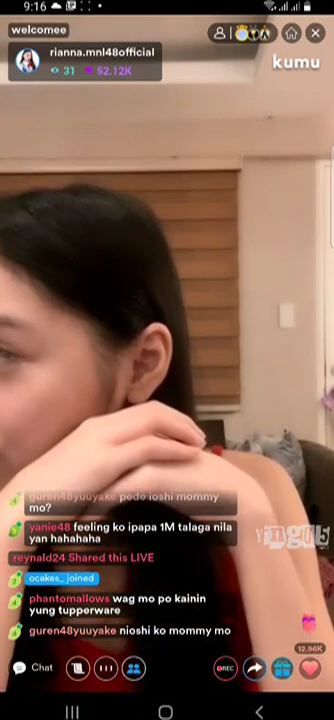 9:16
welcomee
rianna.mnl48official
31 52.12K
kumu
guren48yuuyake pede ioshi mommy
mo?
yanie48 feeling ko ipapa 1M talaga nila
yan hahahaha
reynald24 Shared this LIVE
ocakes_ joined
phantomallows wag mo po kainin
yung tupperware
guren48yuuyake nioshi ko mommy mo
12.96K
Chat
REC